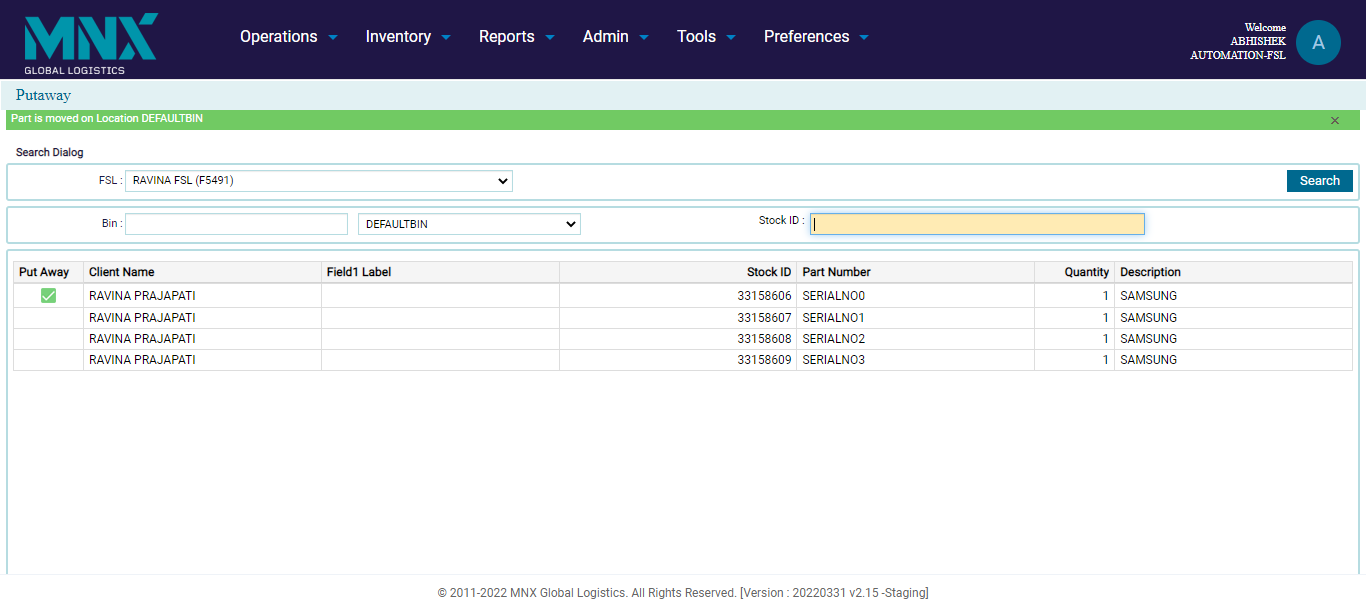 MNX
GLOBAL LOGISTICS
Operations Inventory Reports Admin Tools Preferences
Welcome
ABHISHEK
AUTOMATION-FSL
A
Putaway
Part is moved on Location DEFAULTBIN ×
Search Dialog
FSL : RAVINA FSL (F5491) Search
Bin : DEFAULTBIN Stock ID :
Put Away Client Name Field1 Label Stock ID Part Number Quantity Description
RAVINA PRAJAPATI 33158606 SERIALNO0 1 SAMSUNG
RAVINA PRAJAPATI 33158607 SERIALNO1 1 SAMSUNG
RAVINA PRAJAPATI 33158608 SERIALNO2 1 SAMSUNG
RAVINA PRAJAPATI 33158609 SERIALNO3 1 SAMSUNG
© 2011-2022 MNX Global Logistics. All Rights Reserved. [Version : 20220331 v2.15 -Staging]